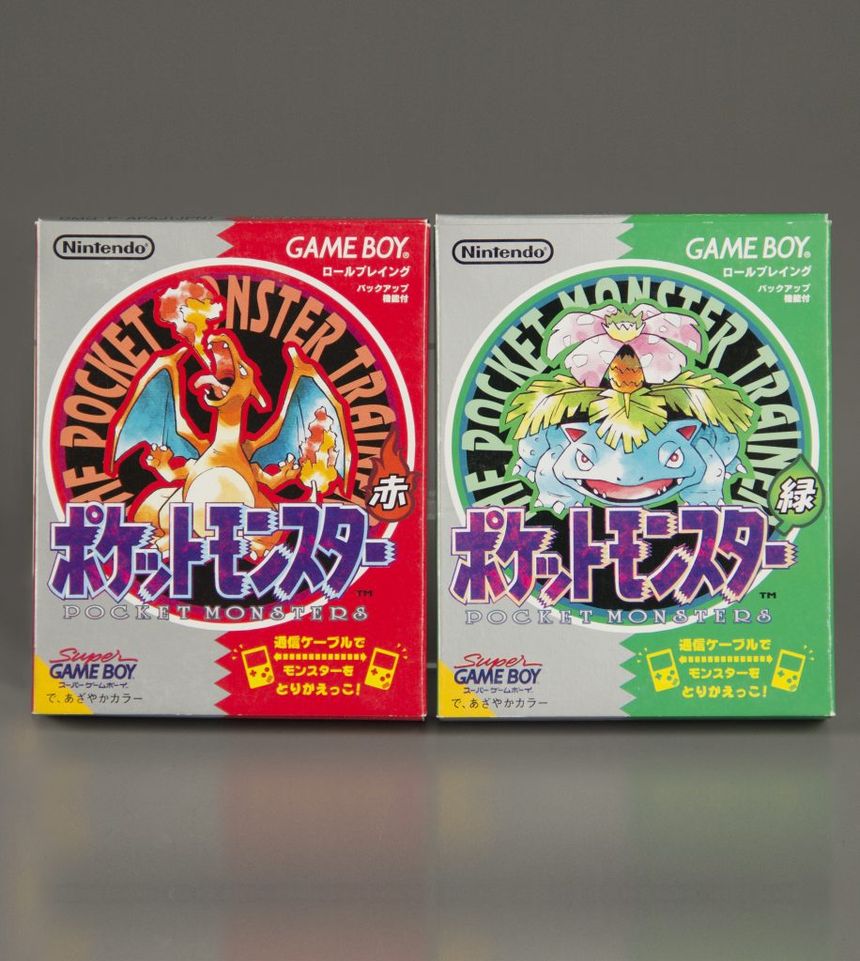 Nintendo®
GAME BOY®
ロールプレイング
バックアップ
機能付
POCKET MONSTER TRAINER
赤
ポケットモンスター
TM
POCKET MONSTERS
Super
GAME BOY
スーパーゲームボーイ
で、あざやかカラー
通信ケーブルで
モンスターを
とりかえっこ!
Nintendo®
GAME BOY®
ロールプレイング
バックアップ
機能付
POCKET MONSTER TRAINER
緑
ポケットモンスター
TM
POCKET MONSTERS
Super
GAME BOY
スーパーゲームボーイ
で、あざやかカラー
通信ケーブルで
モンスターを
とりかえっこ!